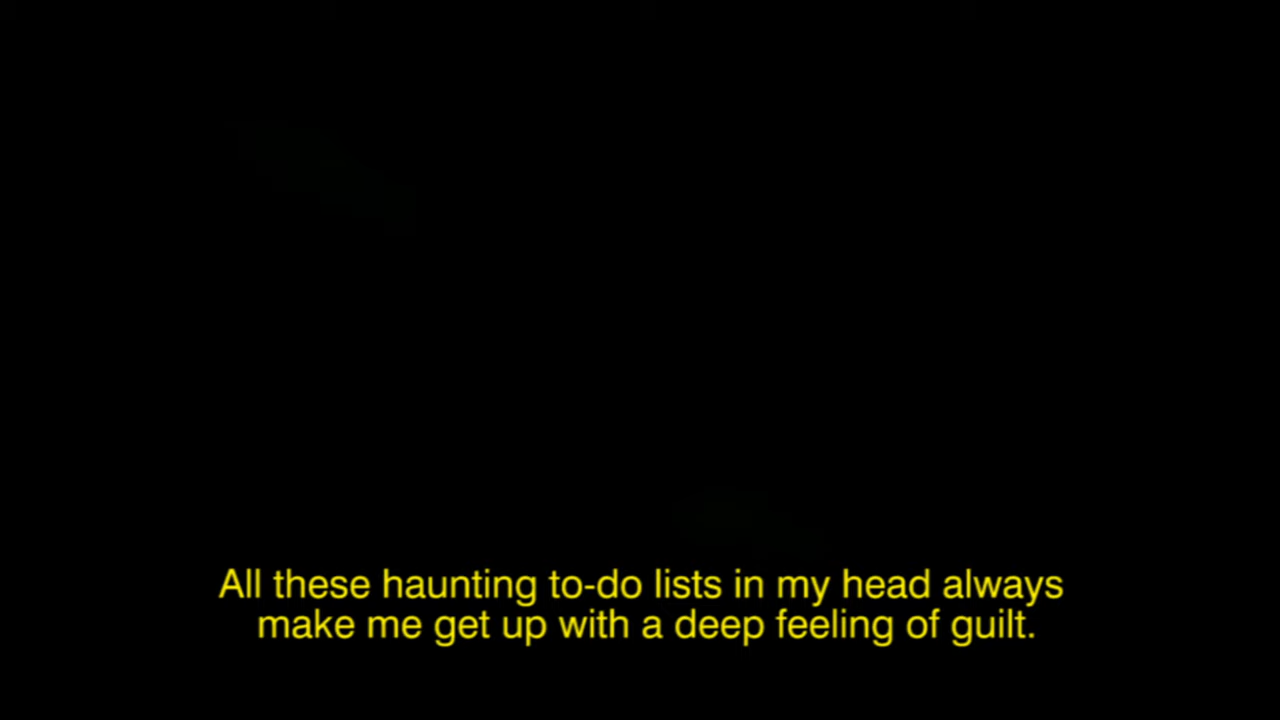 All these haunting to-do lists in my head always
make me get up with a deep feeling of guilt.